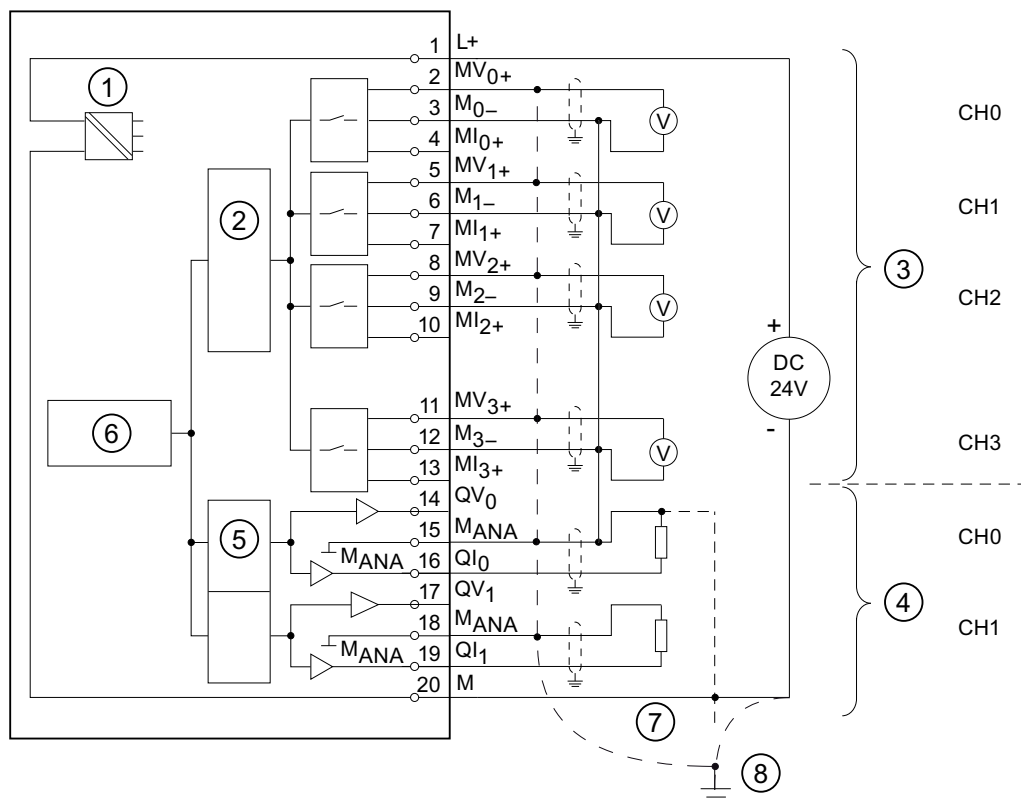 1 L+
2 MV0+
3 M0–
4 MI0+
5 MV1+
6 M1–
7 MI1+
8 MV2+
9 M2–
10 MI2+
11 MV3+
12 M3–
13 MI3+
14 QV0
15 MANA
16 QI0
17 QV1
18 MANA
19 QI1
20 M
1
2
6
5
MANA
MANA
V
V
V
V
+
DC
24V
-
3
4
7
8
CH0
CH1
CH2
CH3
CH0
CH1